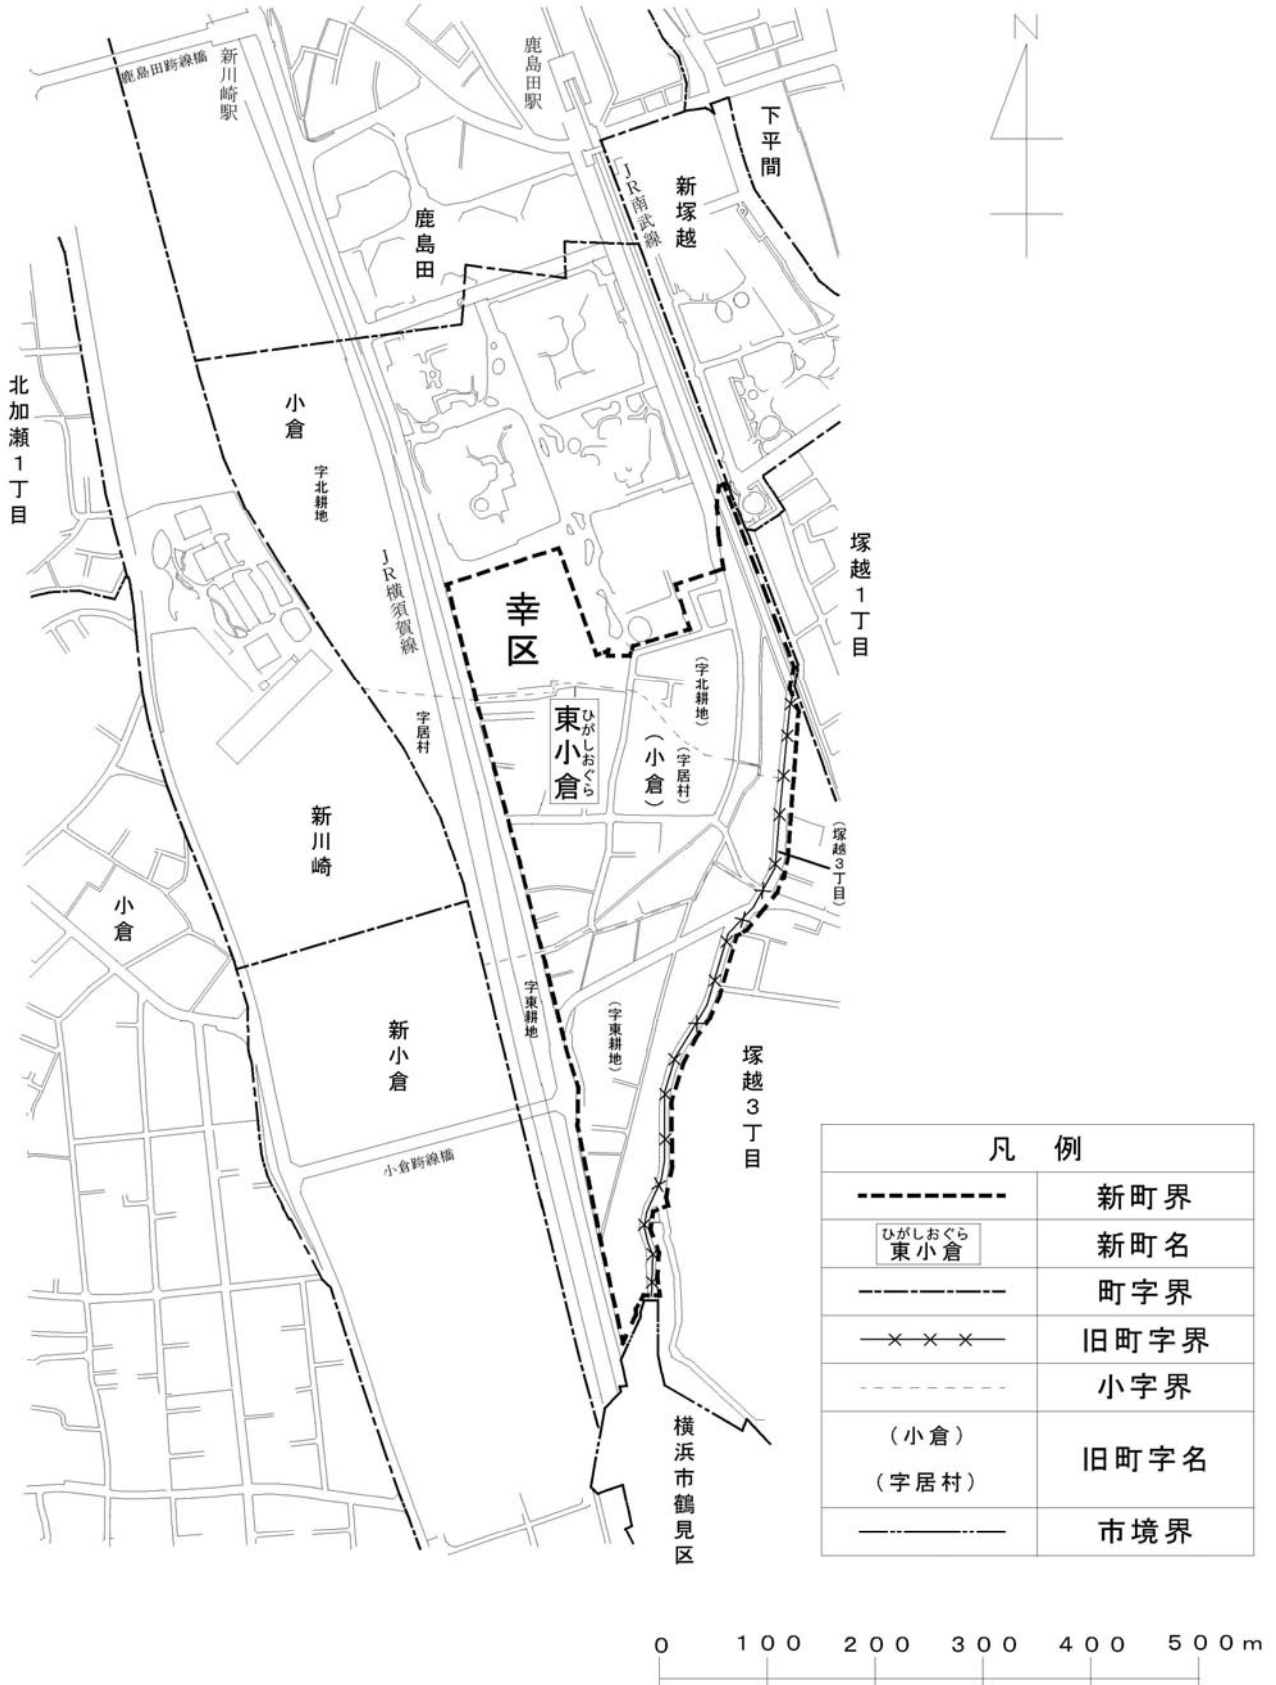 N
鹿島田跨線橋
新川崎駅
鹿島田駅
下平間
JR南武線
新塚越
鹿島田
北加瀬1丁目
小倉
字北耕地
JR横須賀線
塚越1丁目
幸区
(字北耕地)
字居村
ひがしおぐら
東小倉
(小倉)
(字居村)
新川崎
(塚越3丁目)
小倉
字東耕地
(字東耕地)
新小倉
塚越3丁目
小倉跨線橋
横浜市鶴見区
凡 例
新町界
ひがしおぐら
東小倉
新町名
町字界
旧町字界
小字界
(小倉)
(字居村)
旧町字名
市境界
0 100 200 300 400 500m